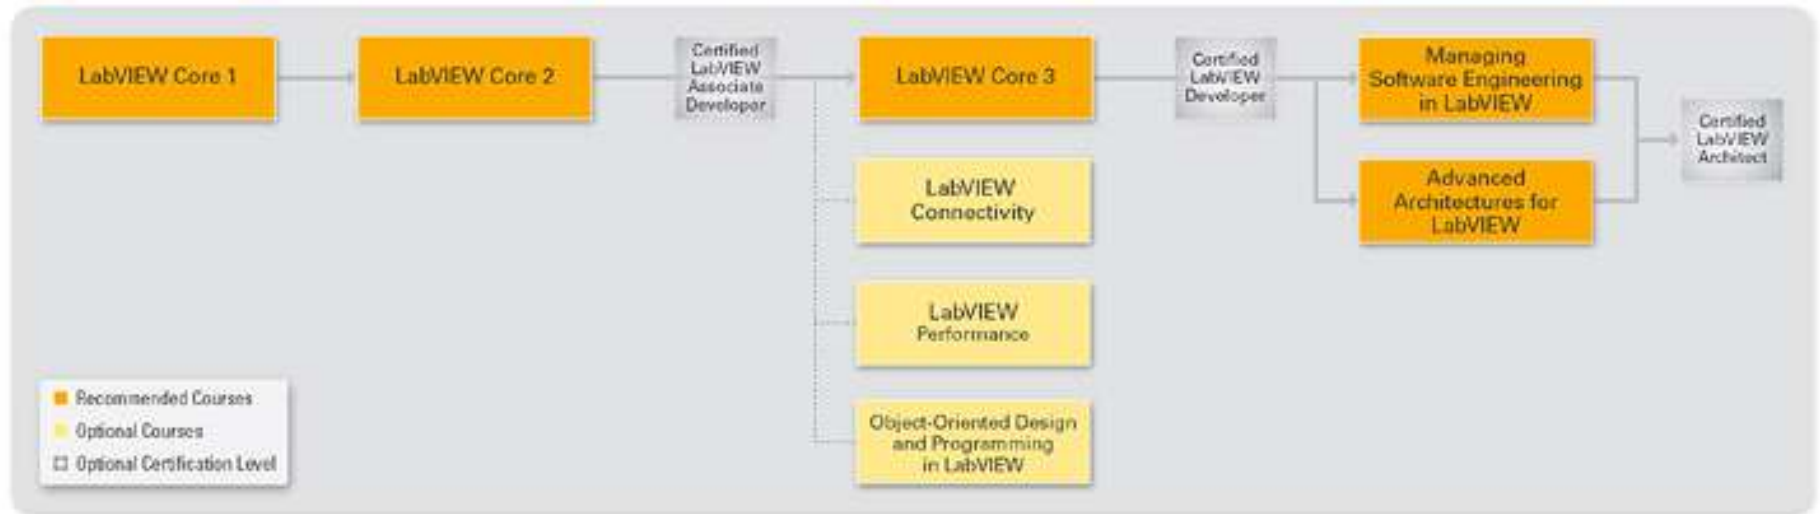 LabVIEW Core 1
LabVIEW Core 2
Certified
LabVIEW
Associate
Developer
LabVIEW Core 3
Certified
LabVIEW
Developer
Managing
Software Engineering
in LabVIEW
Certified
LabVIEW
Architect
LabVIEW
Connectivity
Advanced
Architectures for
LabVIEW
LabVIEW
Performance
Object-Oriented Design
and Programming
in LabVIEW
Recommended Courses
Optional Courses
Optional Certification Level